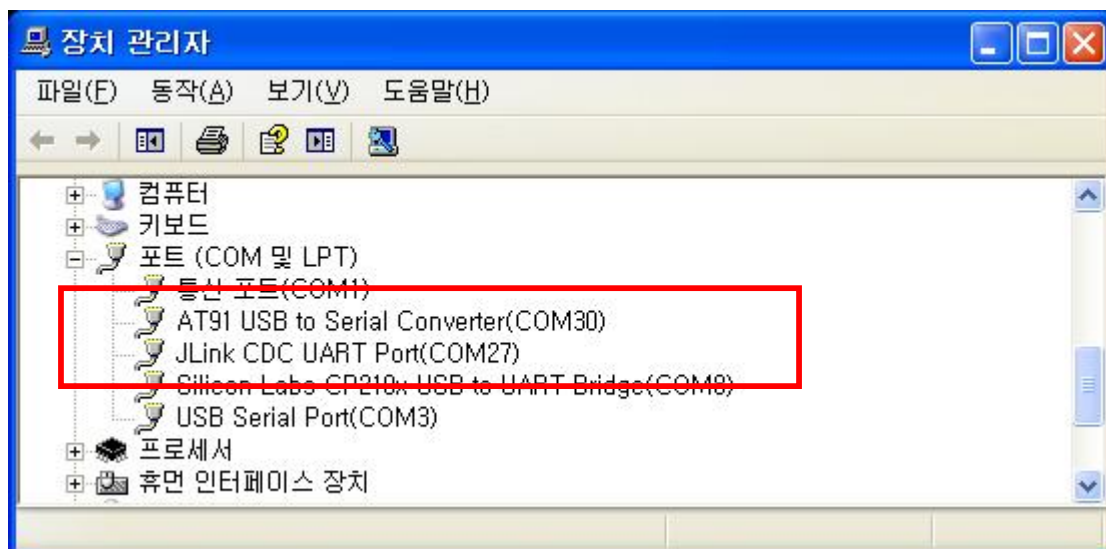 장치 관리자
파일(F) 동작(A) 보기(V) 도움말(H)
컴퓨터
키보드
포트 (COM 및 LPT)
통신 포트(COM1)
AT91 USB to Serial Converter(COM30)
JLink CDC UART Port(COM27)
Silicon Labs CP210x USB to UART Bridge(COM8)
USB Serial Port(COM3)
프로세서
휴먼 인터페이스 장치